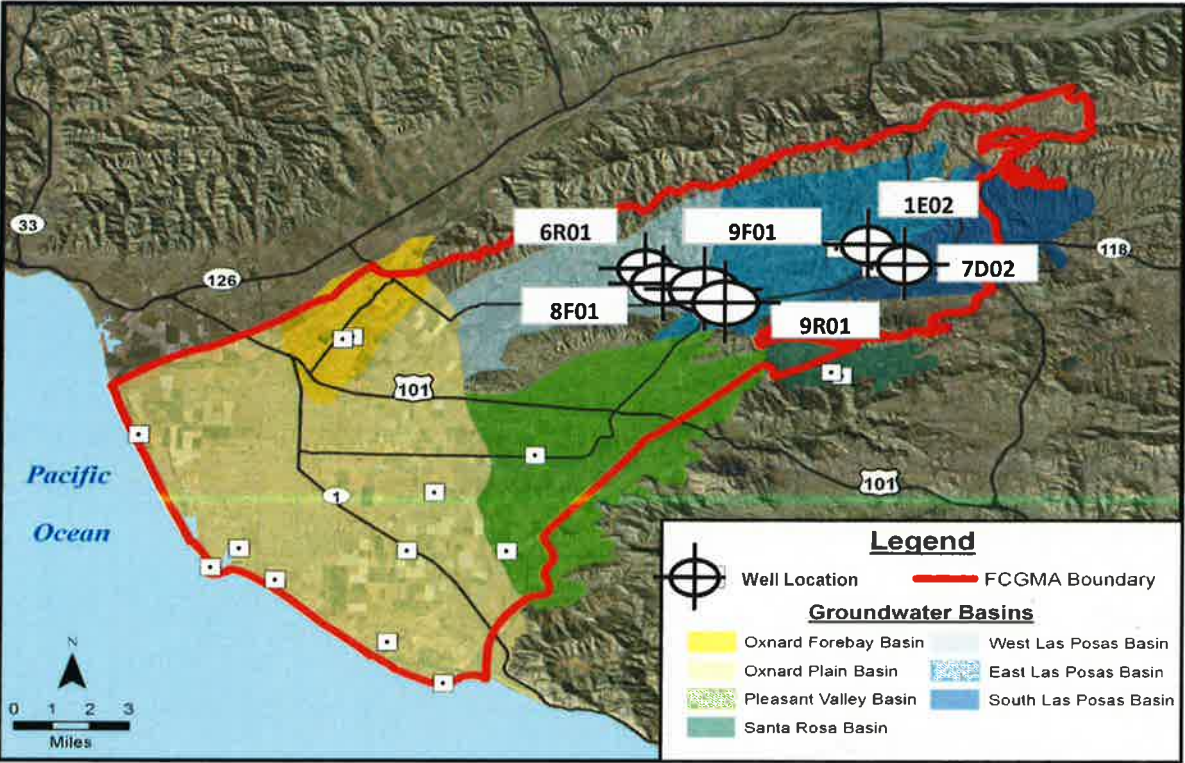 33
126
118
6R01
9F01
1E02
7D02
8F01
9R01
101
101
1
Pacific
Ocean
N
0 1 2 3
Miles
Legend
Well Location
FCGMA Boundary
Groundwater Basins
Oxnard Forebay Basin
West Las Posas Basin
Oxnard Plain Basin
East Las Posas Basin
Pleasant Valley Basin
South Las Posas Basin
Santa Rosa Basin